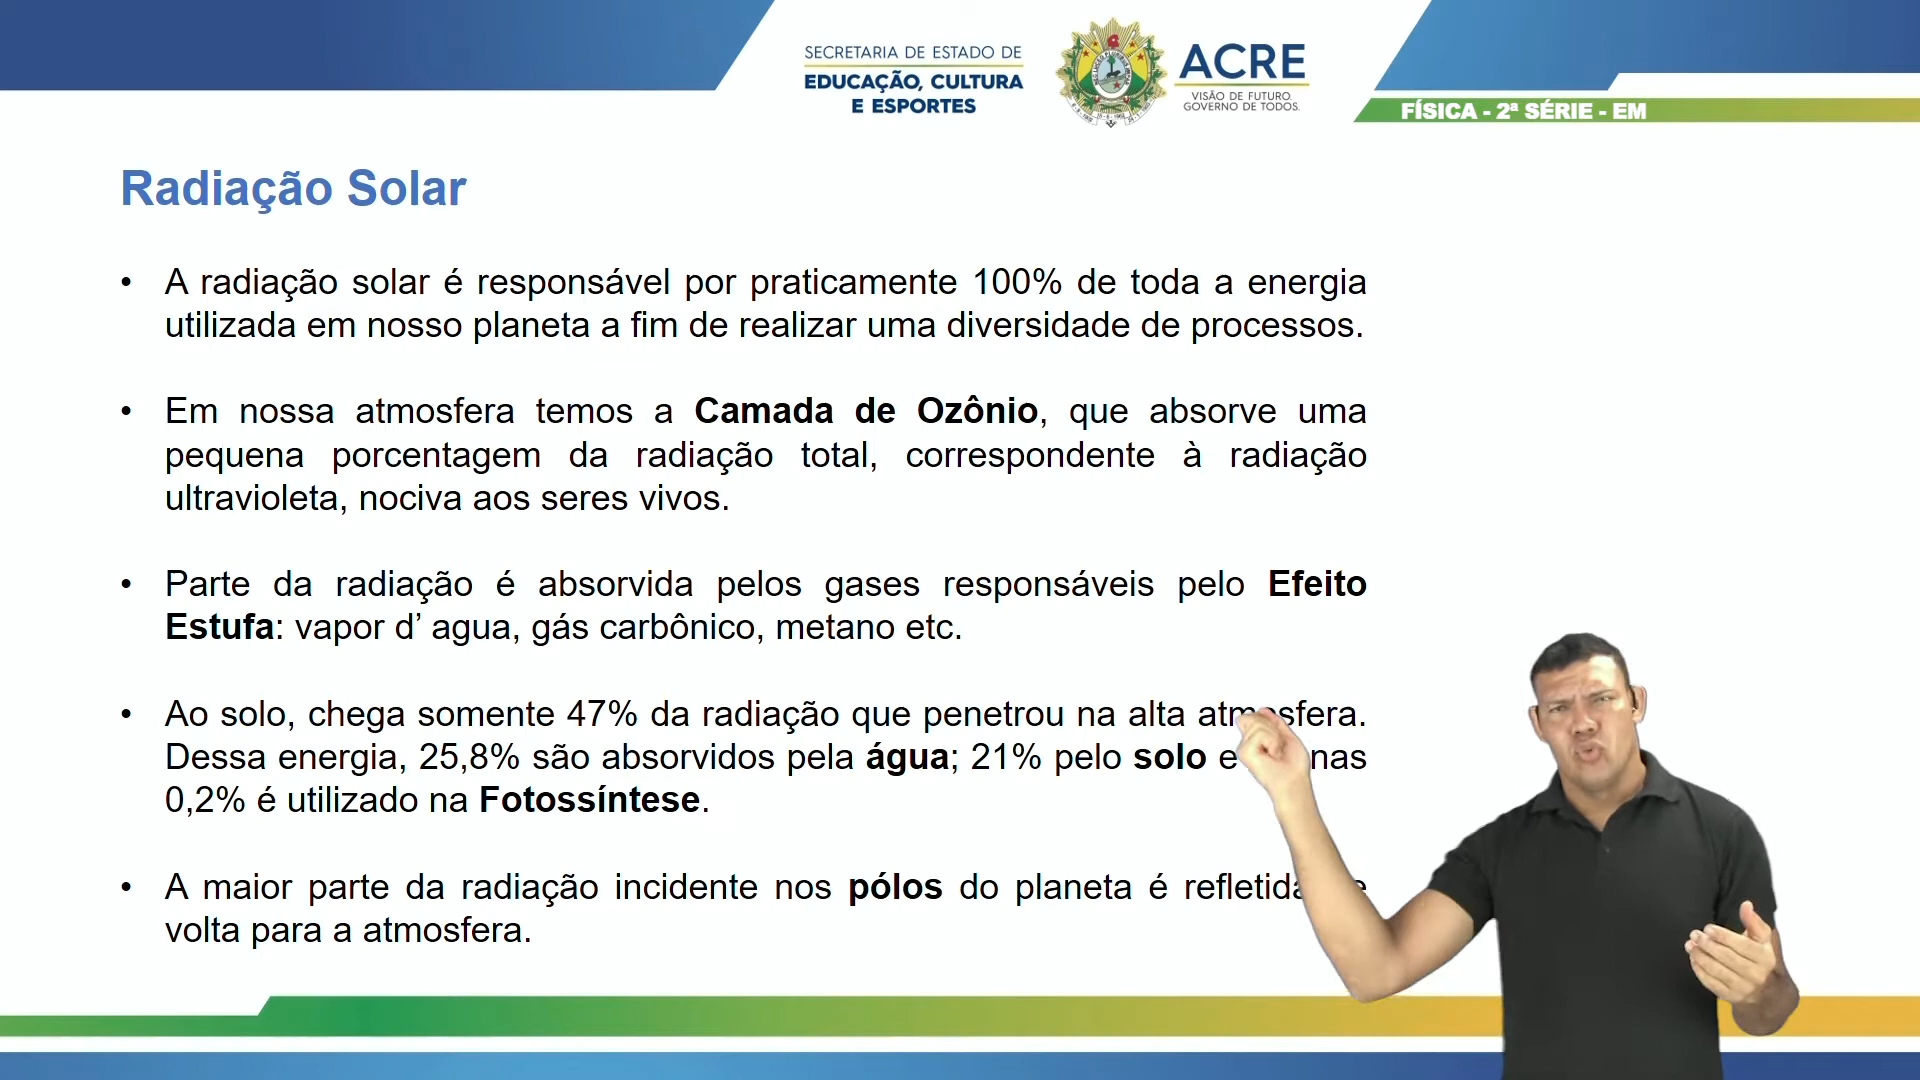 SECRETARIA DE ESTADO DE
EDUCAÇÃO, CULTURA
E ESPORTES
ACRE
VISÃO DE FUTURO.
GOVERNO DE TODOS.
FÍSICA - 2ª SÉRIE - EM
Radiação Solar
• A radiação solar é responsável por praticamente 100% de toda a energia
utilizada em nosso planeta a fim de realizar uma diversidade de processos.
• Em nossa atmosfera temos a Camada de Ozônio, que absorve uma
pequena porcentagem da radiação total, correspondente à radiação
ultravioleta, nociva aos seres vivos.
• Parte da radiação é absorvida pelos gases responsáveis pelo Efeito
Estufa: vapor d’ agua, gás carbônico, metano etc.
• Ao solo, chega somente 47% da radiação que penetrou na alta atmosfera.
Dessa energia, 25,8% são absorvidos pela água; 21% pelo solo e
0,2% é utilizado na Fotossíntese.
• A maior parte da radiação incidente nos pólos do planeta é refletida
volta para a atmosfera.